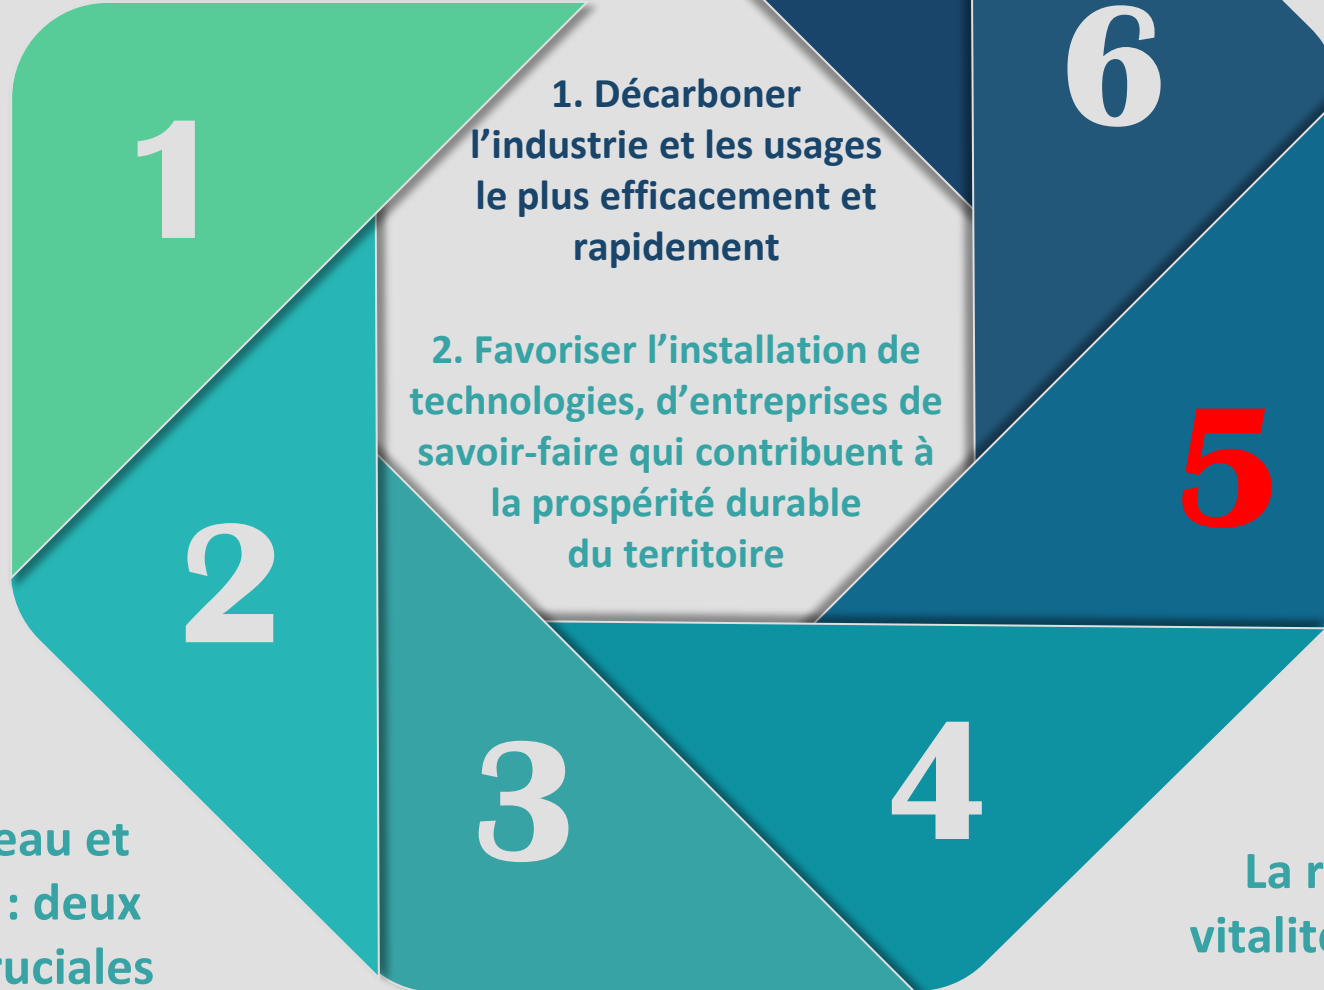 1
6
1. Décarboner
l’industrie et les usages
le plus efficacement et
rapidement
2. Favoriser l’installation de
technologies, d’entreprises de
savoir-faire qui contribuent à
la prospérité durable
du territoire
5
2
3
4
eau et
: deux
ruciales
La r
vitalité